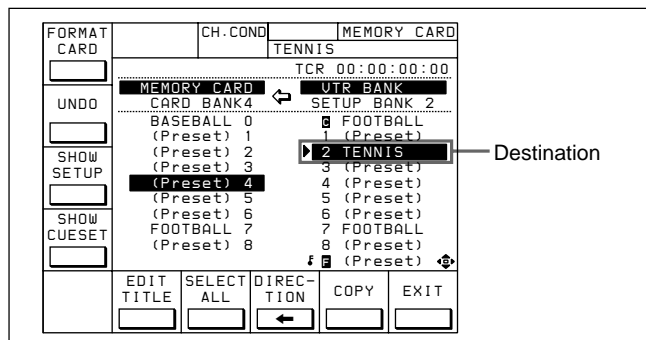 FORMAT
CARD
UNDO
SHOW
SETUP
SHOW
CUESET
CH.COND
MEMORY CARD
TENNIS
TCR 00:00:00:00
MEMORY CARD
CARD BANK4
VTR BANK
SETUP BANK 2
BASEBALL 0
(Preset) 1
(Preset) 2
(Preset) 3
(Preset) 4
(Preset) 5
(Preset) 6
FOOTBALL 7
(Preset) 8
C FOOTBALL
1 (Preset)
2 TENNIS
3 (Preset)
4 (Preset)
5 (Preset)
6 (Preset)
7 FOOTBALL
8 (Preset)
F (Preset)
Destination
EDIT
TITLE
SELECT
ALL
DIREC-
TION
COPY
EXIT